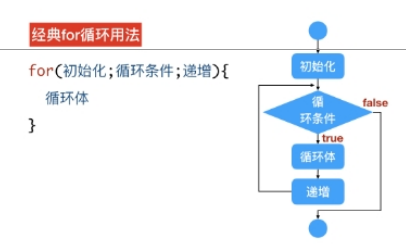 经典for循环用法
for(初始化;循环条件;递增){
循环体
}
初始化
循
环条件
false
true
循环体
递增